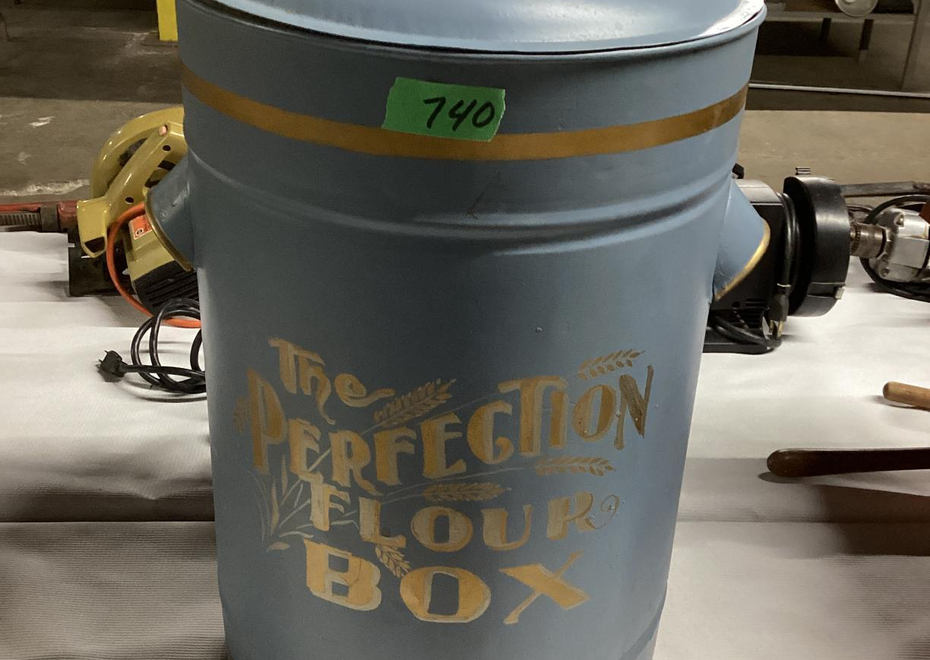 740
The
PERFECTION
FLOUR
BOX